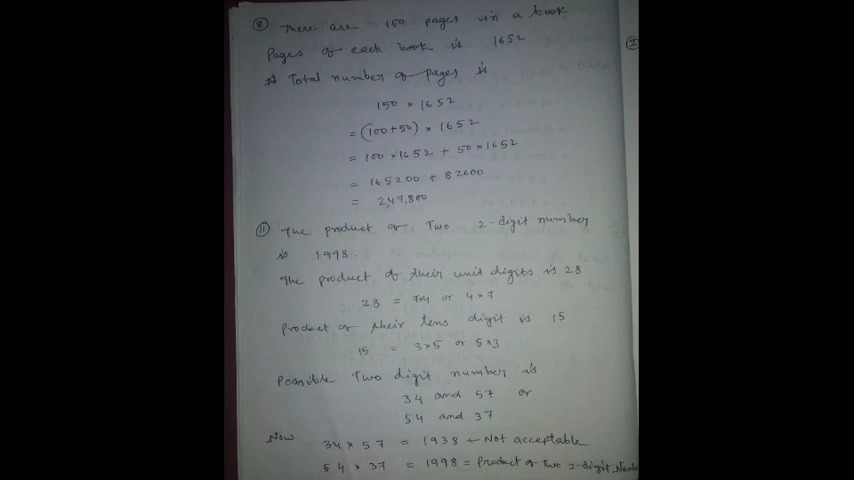 ⑧ There are 150 pages in a book
Pages of each book is 1652
Total number of pages is
150 × 1652
= (100+50) × 1652
= 100 × 1652 + 50 × 1652
= 165200 + 82600
= 2,47,800
⑪ The product of Two 2-digit number
is 1998.
The product of their unit digits is 28
28 = 7×4 or 4×7
Product of their tens digit is 15
15 = 3×5 or 5×3
Possible Two digit number is
34 and 57 or
54 and 37
Now 34 × 57 = 1938 ← Not acceptable
54 × 37 = 1998 = Product of Two 2-digit